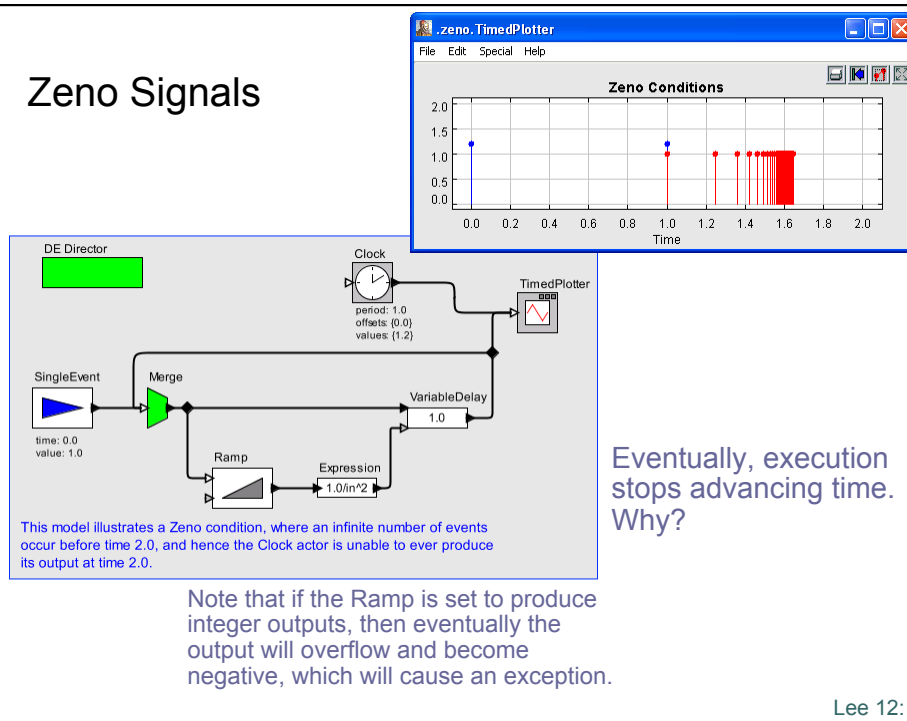 Zeno Signals
.zeno.TimedPlotter
File Edit Special Help
Zeno Conditions
2.0
1.5
1.0
0.5
0.0
0.0 0.2 0.4 0.6 0.8 1.0 1.2 1.4 1.6 1.8 2.0
Time
DE Director
Clock
period: 1.0
offsets: {0.0}
values: {1.2}
TimedPlotter
SingleEvent
time: 0.0
value: 1.0
Merge
VariableDelay
1.0
Ramp
Expression
1.0/in^2
This model illustrates a Zeno condition, where an infinite number of events
occur before time 2.0, and hence the Clock actor is unable to ever produce
its output at time 2.0.
Eventually, execution
stops advancing time.
Why?
Note that if the Ramp is set to produce
integer outputs, then eventually the
output will overflow and become
negative, which will cause an exception.
Lee 12: